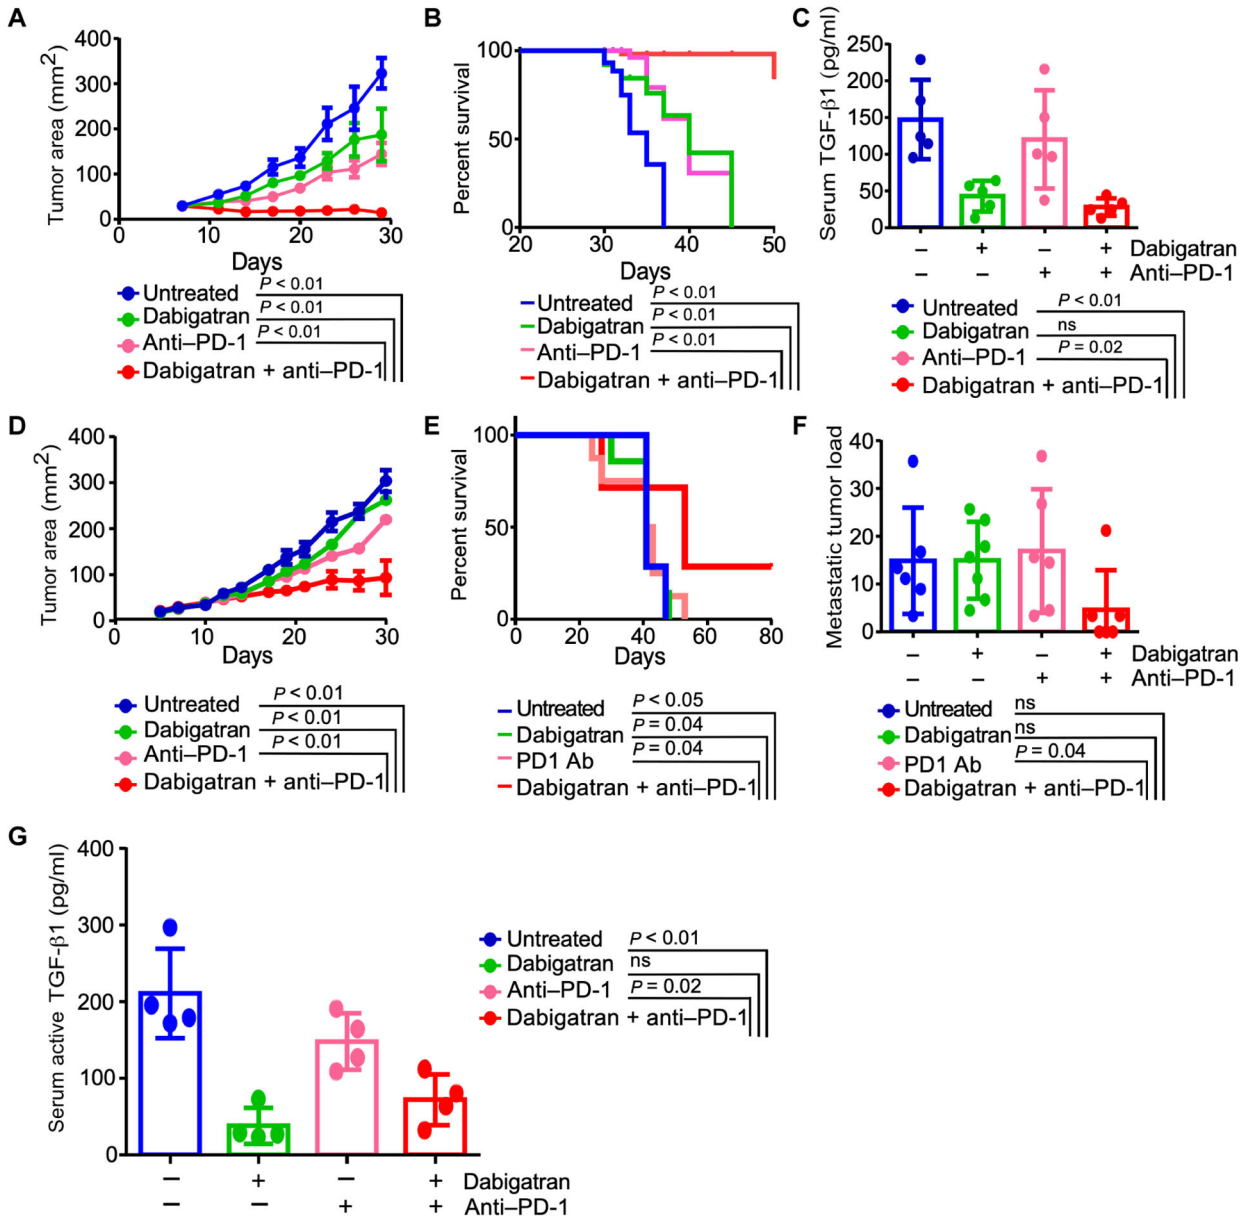 A
Tumor area (mm2)
400
300
200
100
0
0 10 20 30
Days
Untreated P < 0.01
Dabigatran P < 0.01
Anti–PD-1 P < 0.01
Dabigatran + anti–PD-1
B
Percent survival
100
50
0
20 30 40 50
Days
Untreated P < 0.01
Dabigatran P < 0.01
Anti–PD-1 P < 0.01
Dabigatran + anti–PD-1
C
Serum TGF-β1 (pg/ml)
250
200
150
100
50
0
– + – + Dabigatran
– – + + Anti–PD-1
Untreated P < 0.01
Dabigatran ns
Anti–PD-1 P = 0.02
Dabigatran + anti–PD-1
D
Tumor area (mm2)
400
300
200
100
0
0 10 20 30
Days
Untreated P < 0.01
Dabigatran P < 0.01
Anti–PD-1 P < 0.01
Dabigatran + anti–PD-1
E
Percent survival
100
50
0
0 20 40 60 80
Days
Untreated P < 0.05
Dabigatran P = 0.04
PD1 Ab P = 0.04
Dabigatran + anti–PD-1
F
Metastatic tumor load
40
30
20
10
0
– + – + Dabigatran
– – + + Anti–PD-1
Untreated ns
Dabigatran ns
PD1 Ab P = 0.04
Dabigatran + anti–PD-1
G
Serum active TGF-β1 (pg/ml)
400
300
200
100
0
– + – + Dabigatran
– – + + Anti–PD-1
Untreated P < 0.01
Dabigatran ns
Anti–PD-1 P = 0.02
Dabigatran + anti–PD-1